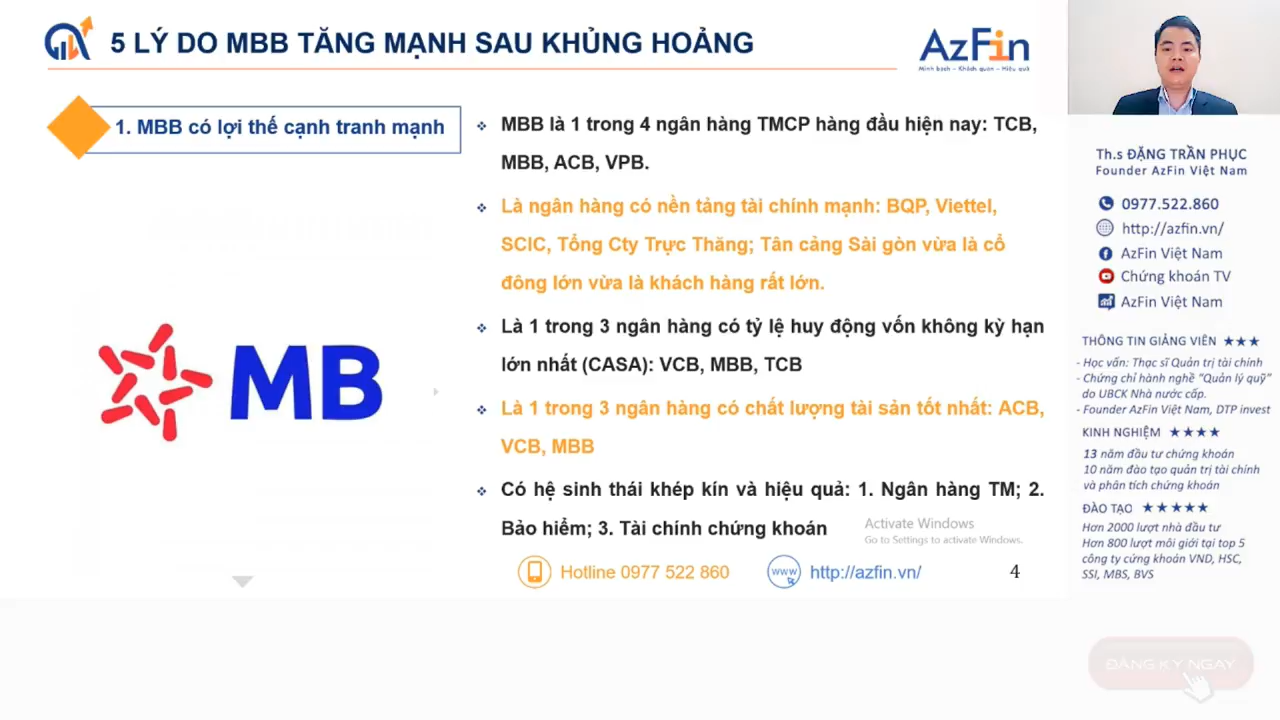 5 LÝ DO MBB TĂNG MẠNH SAU KHỦNG HOẢNG
AzFin
Minh bạch – Khách quan – Hiệu quả
1. MBB có lợi thế cạnh tranh mạnh
MBB là 1 trong 4 ngân hàng TMCP hàng đầu hiện nay: TCB,
MBB, ACB, VPB.
Là ngân hàng có nền tảng tài chính mạnh: BQP, Viettel,
SCIC, Tổng Cty Trực Thăng; Tân cảng Sài gòn vừa là cổ
đông lớn vừa là khách hàng rất lớn.
Là 1 trong 3 ngân hàng có tỷ lệ huy động vốn không kỳ hạn
lớn nhất (CASA): VCB, MBB, TCB
Là 1 trong 3 ngân hàng có chất lượng tài sản tốt nhất: ACB,
VCB, MBB
Có hệ sinh thái khép kín và hiệu quả: 1. Ngân hàng TM; 2.
Bảo hiểm; 3. Tài chính chứng khoán
MB
Activate Windows
Go to Settings to activate Windows.
Hotline 0977 522 860
www
http://azfin.vn/
4
Th.s ĐẶNG TRẦN PHỤC
Founder AzFin Việt Nam
0977.522.860
http://azfin.vn/
AzFin Việt Nam
Chứng khoán TV
AzFin Việt Nam
THÔNG TIN GIẢNG VIÊN ★★★
- Học vấn: Thạc sĩ Quản trị tài chính
- Chứng chỉ hành nghề "Quản lý quỹ"
do UBCK Nhà nước cấp.
- Founder AzFin Việt Nam, DTP invest
KINH NGHIỆM ★★★★
13 năm đầu tư chứng khoán
10 năm đào tạo quản trị tài chính
và phân tích chứng khoán
ĐÀO TẠO ★★★★★
Hơn 2000 lượt nhà đầu tư
Hơn 800 lượt môi giới tại top 5
công ty cứng khoán VND, HSC,
SSI, MBS, BVS
ĐĂNG KÝ NGAY